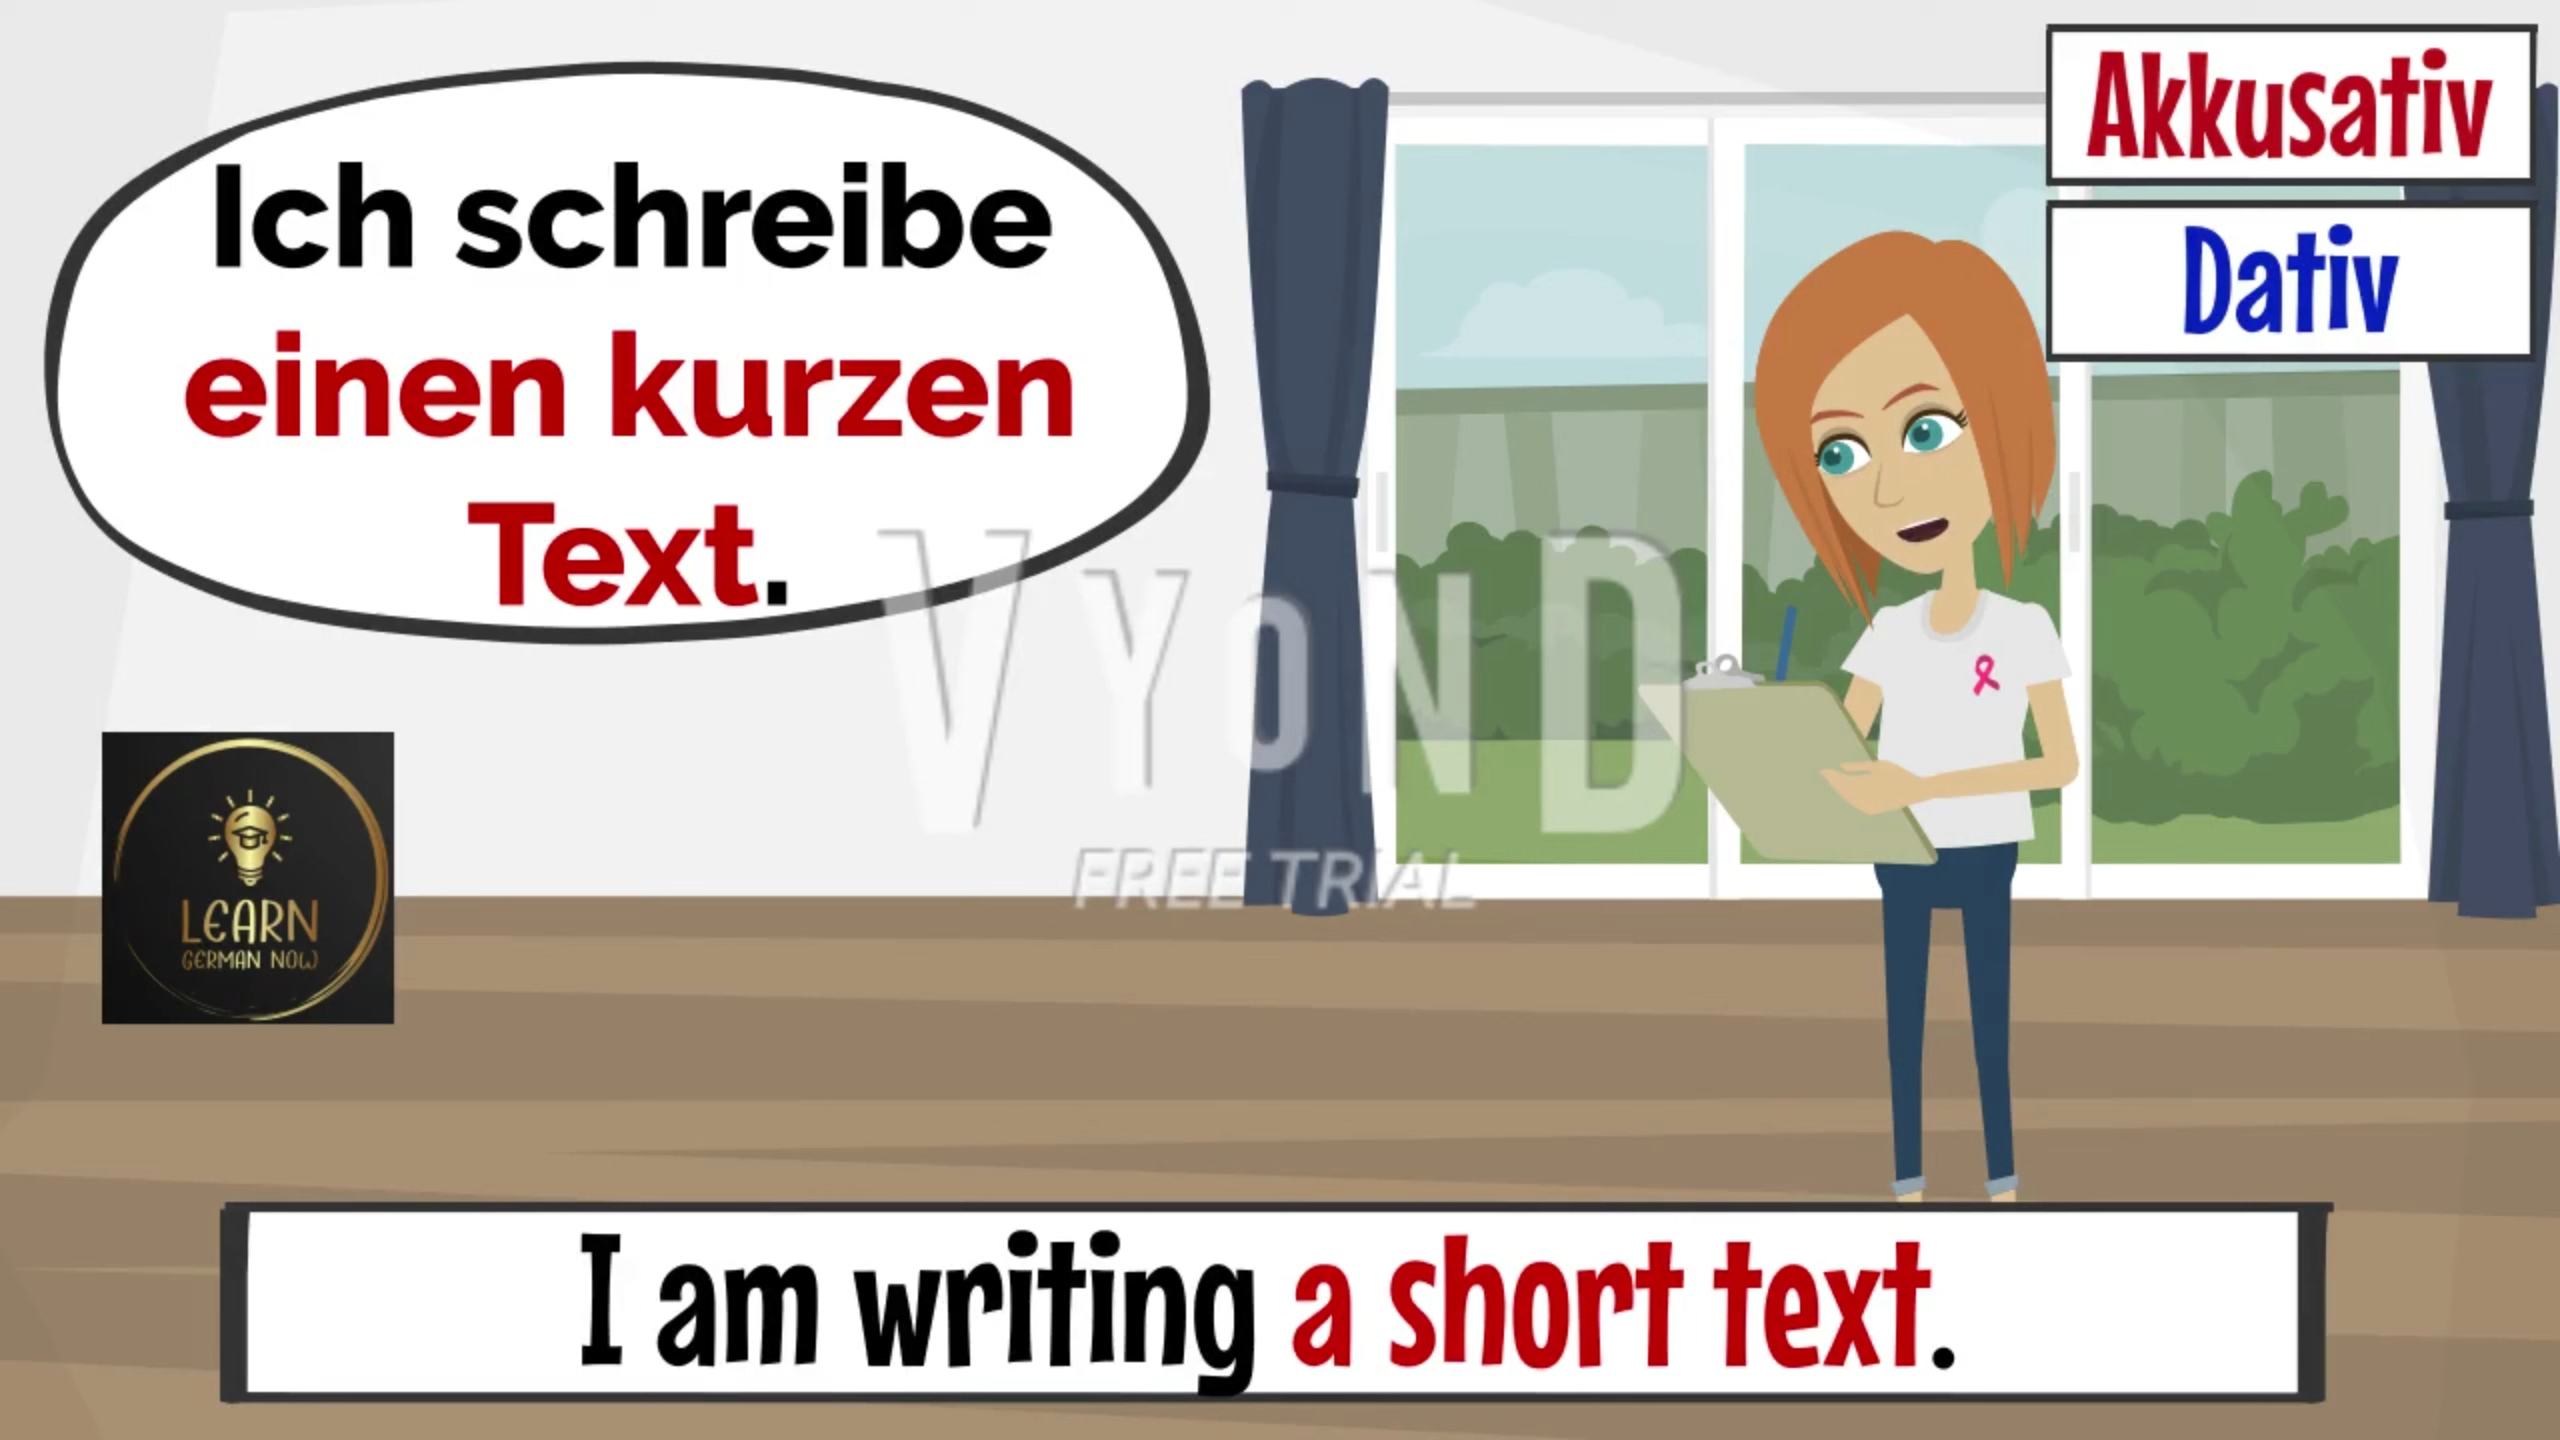 Akkusativ
Dativ
Ich schreibe
einen kurzen
Text.
VYOND
FREE TRIAL
LEARN
GERMAN NOW
I am writing a short text.